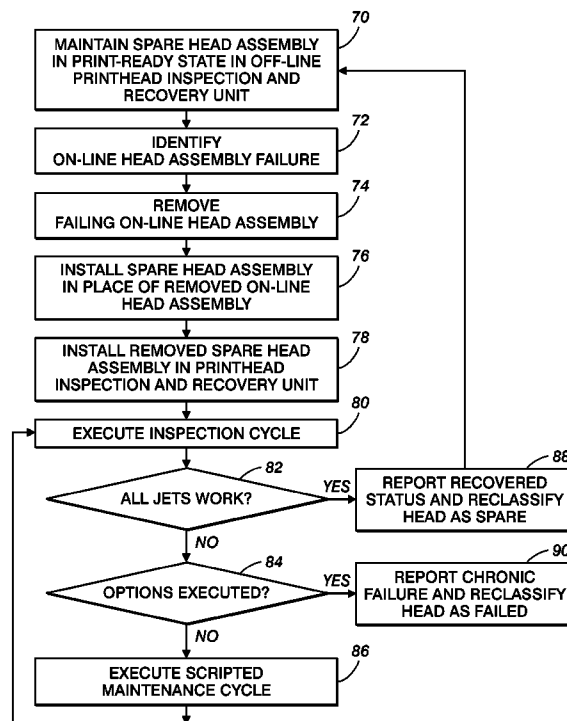 70
MAINTAIN SPARE HEAD ASSEMBLY
IN PRINT-READY STATE IN OFF-LINE
PRINTHEAD INSPECTION AND
RECOVERY UNIT
72
IDENTIFY
ON-LINE HEAD ASSEMBLY FAILURE
74
REMOVE
FAILING ON-LINE HEAD ASSEMBLY
76
INSTALL SPARE HEAD ASSEMBLY
IN PLACE OF REMOVED ON-LINE
HEAD ASSEMBLY
78
INSTALL REMOVED SPARE HEAD
ASSEMBLY IN PRINTHEAD
INSPECTION AND RECOVERY UNIT
80
EXECUTE INSPECTION CYCLE
82
ALL JETS WORK?
YES
88
REPORT RECOVERED
STATUS AND RECLASSIFY
HEAD AS SPARE
NO
84
OPTIONS EXECUTED?
YES
90
REPORT CHRONIC
FAILURE AND RECLASSIFY
HEAD AS FAILED
NO
86
EXECUTE SCRIPTED
MAINTENANCE CYCLE